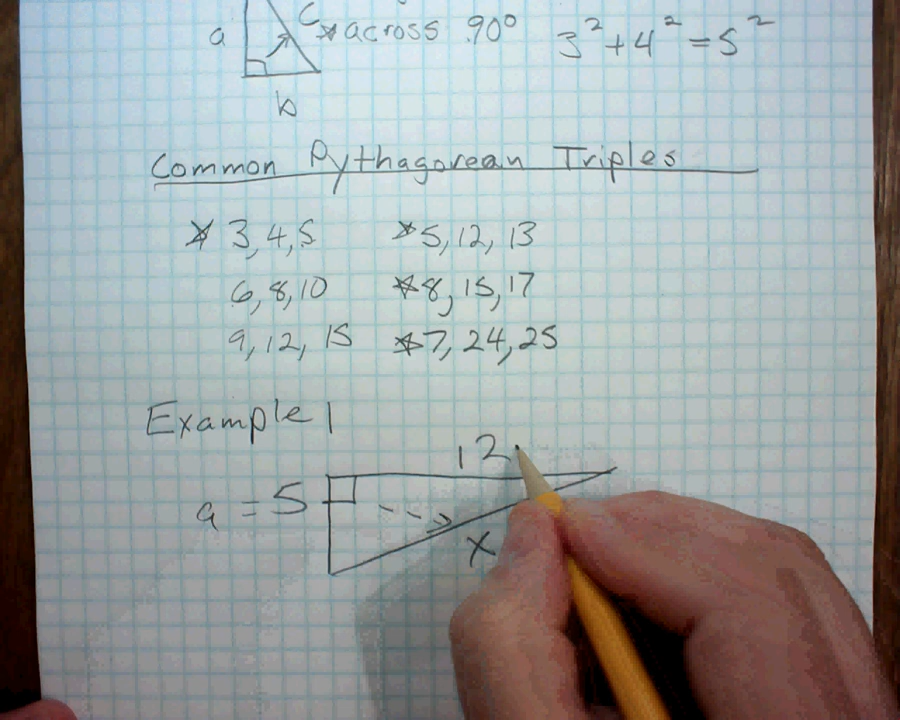 a c *across 90° 3²+4²=5²
b
Common Pythagorean Triples
* 3,4,5 *5,12,13
6,8,10 *8,15,17
9,12,15 *7,24,25
Example 1
12
a = 5
x